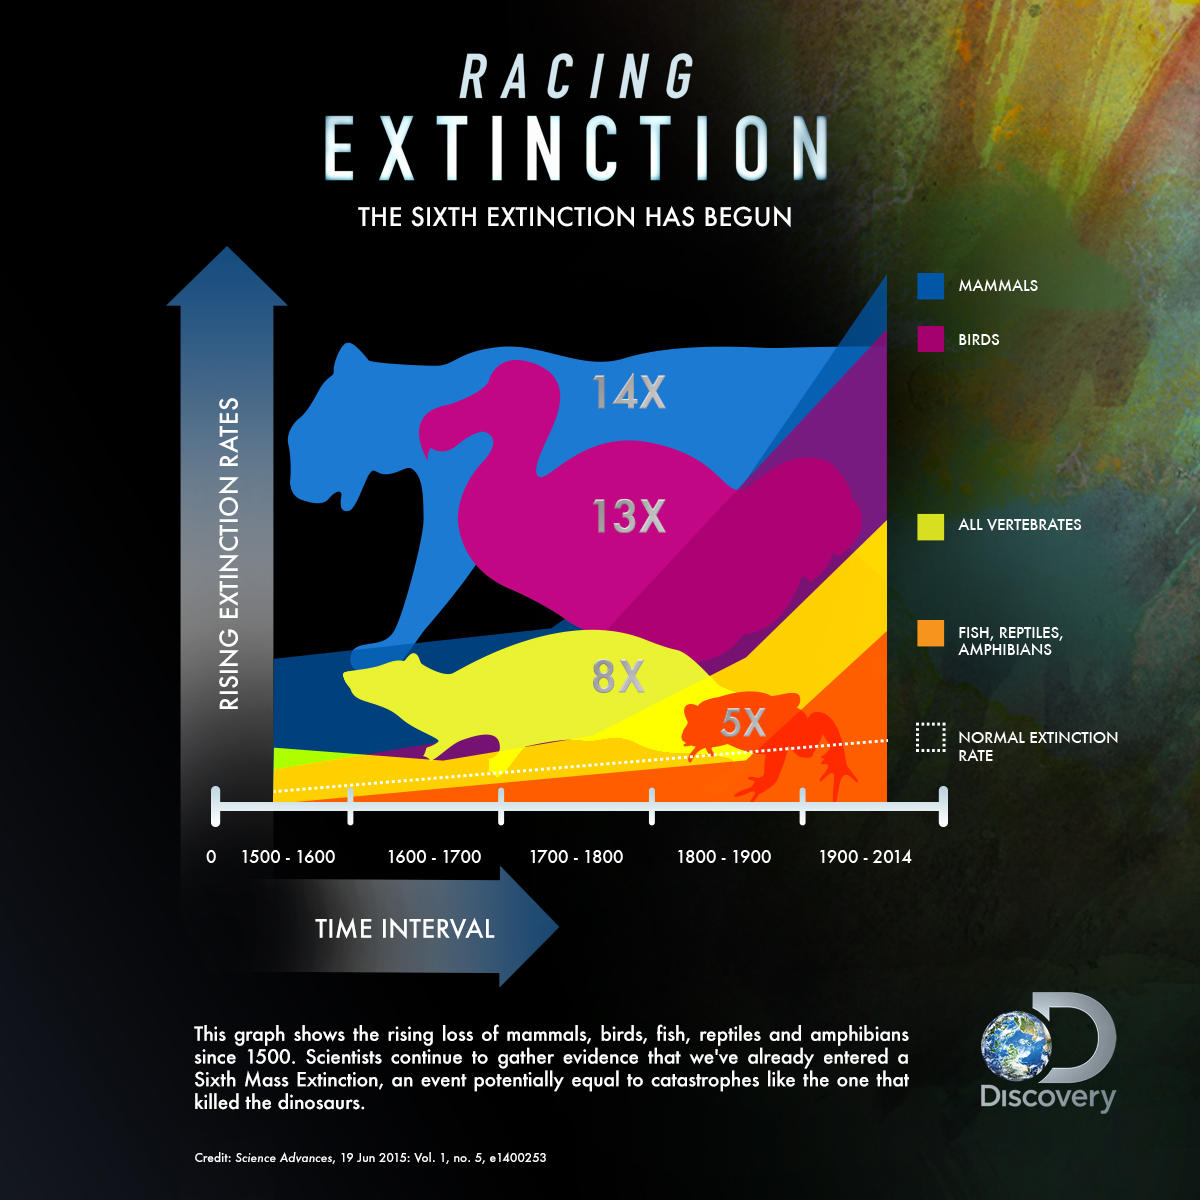 RACING
EXTINCTION
THE SIXTH EXTINCTION HAS BEGUN
RISING EXTINCTION RATES
MAMMALS
BIRDS
ALL VERTEBRATES
FISH, REPTILES,
AMPHIBIANS
NORMAL EXTINCTION
RATE
14X
13X
8X
5X
0 1500 - 1600 1600 - 1700 1700 - 1800 1800 - 1900 1900 - 2014
TIME INTERVAL
This graph shows the rising loss of mammals, birds, fish, reptiles and amphibians
since 1500. Scientists continue to gather evidence that we've already entered a
Sixth Mass Extinction, an event potentially equal to catastrophes like the one that
killed the dinosaurs.
Credit: Science Advances, 19 Jun 2015: Vol. 1, no. 5, e1400253
Discovery